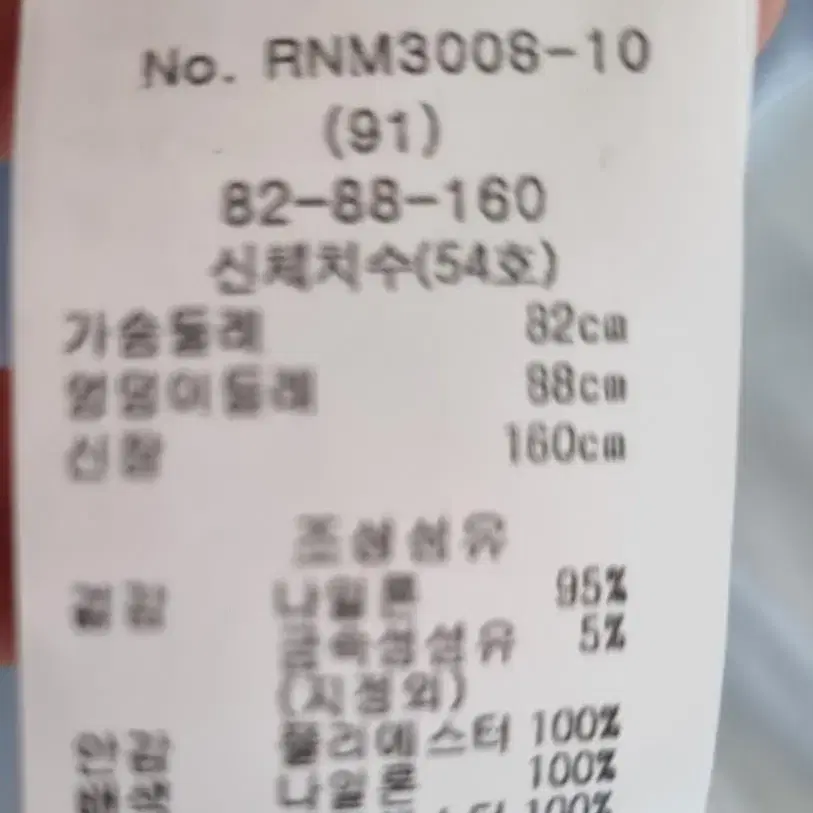 No. RNM3008-10
(91)
82-88-160
신체치수(54호)
가슴둘레 82cm
엉덩이둘레 88cm
신장 160cm
조성섬유
겉감 나일론 95%
금속성섬유 5%
(지정외)
안감 폴리에스터 100%
나일론 100%
100%